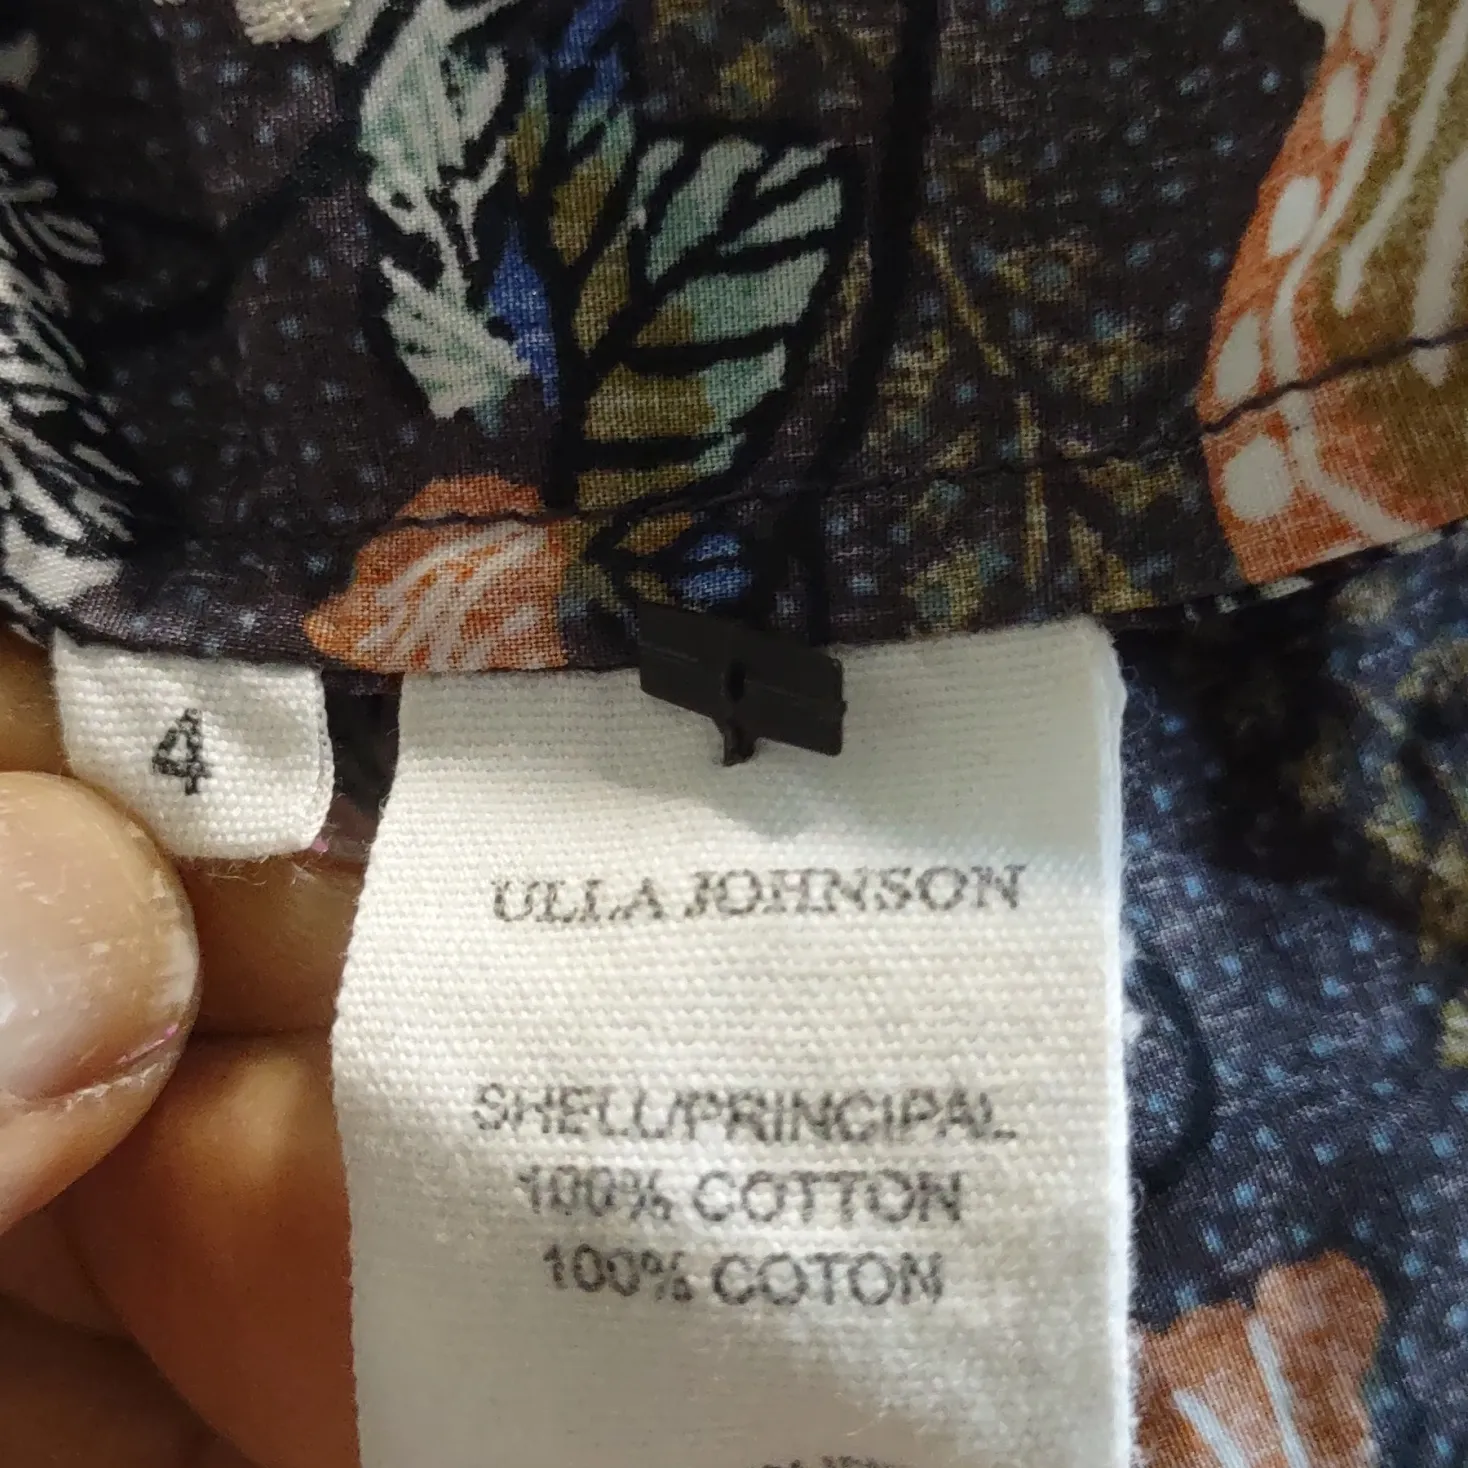 4
ULLA JOHNSON
SHELL/PRINCIPAL
100% COTTON
100% COTON